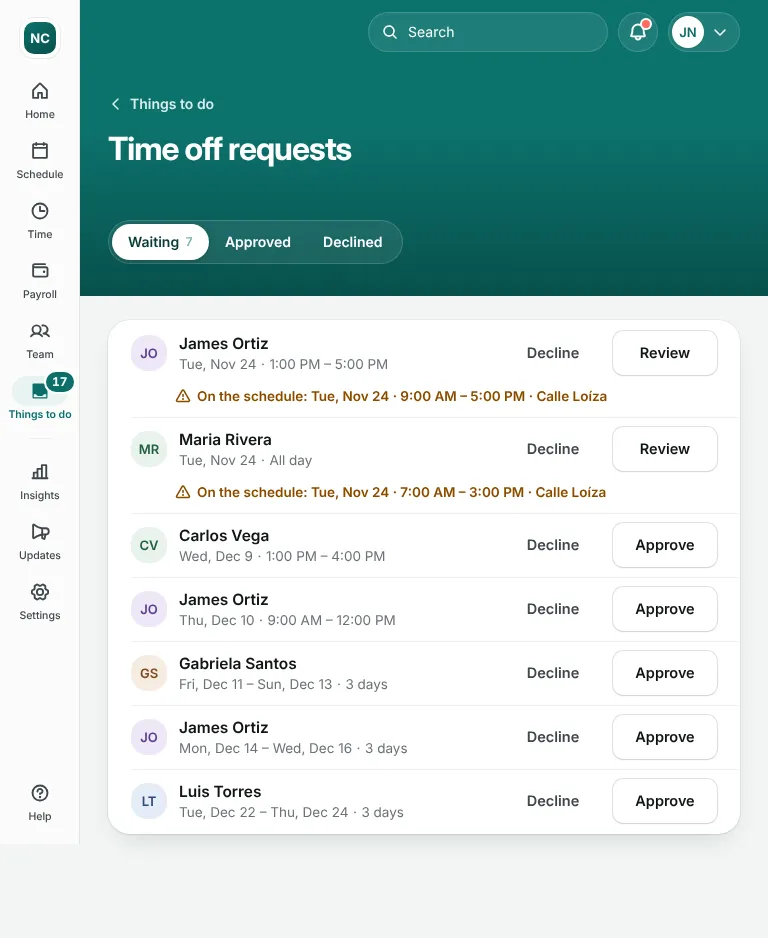 NC
Search
JN
Home
Schedule
Time
Payroll
Team
17
Things to do
Insights
Updates
Settings
Help
Things to do
Time off requests
Waiting 7
Approved
Declined
JO
James Ortiz
Tue, Nov 24 · 1:00 PM – 5:00 PM
Decline
Review
On the schedule: Tue, Nov 24 · 9:00 AM – 5:00 PM · Calle Loíza
MR
Maria Rivera
Tue, Nov 24 · All day
Decline
Review
On the schedule: Tue, Nov 24 · 7:00 AM – 3:00 PM · Calle Loíza
CV
Carlos Vega
Wed, Dec 9 · 1:00 PM – 4:00 PM
Decline
Approve
JO
James Ortiz
Thu, Dec 10 · 9:00 AM – 12:00 PM
Decline
Approve
GS
Gabriela Santos
Fri, Dec 11 – Sun, Dec 13 · 3 days
Decline
Approve
JO
James Ortiz
Mon, Dec 14 – Wed, Dec 16 · 3 days
Decline
Approve
LT
Luis Torres
Tue, Dec 22 – Thu, Dec 24 · 3 days
Decline
Approve